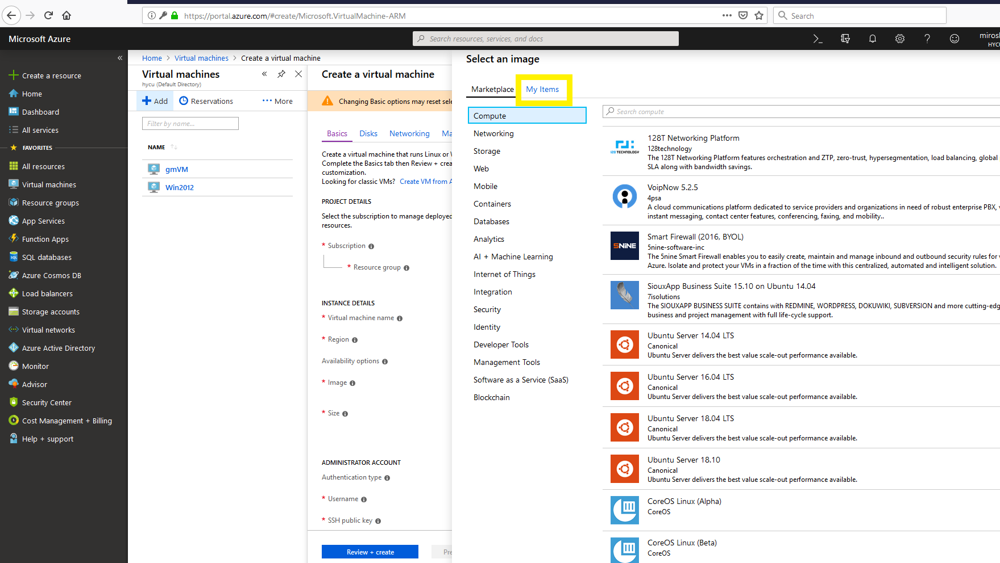 https://portal.azure.com/#create/Microsoft.VirtualMachine-ARM
Search
Microsoft Azure
Search resources, services, and docs
HYCU
Create a resource
Home
Dashboard
All services
FAVORITES
All resources
Virtual machines
Resource groups
App Services
Function Apps
SQL databases
Azure Cosmos DB
Load balancers
Storage accounts
Virtual networks
Azure Active Directory
Monitor
Advisor
Security Center
Cost Management + Billing
Help + support
Home > Virtual machines > Create a virtual machine
Virtual machines
hycu (Default Directory)
Add
Reservations
More
Filter by name...
NAME
gmVM
Win2012
Create a virtual machine
Changing Basic options may reset
Basics
Disks
Networking
Create a virtual machine that runs Linux or
Complete the Basics tab then Review +
customization.
Looking for classic VMs? Create VM from
PROJECT DETAILS
Select the subscription to manage deployed
resources.
* Subscription
* Resource group
INSTANCE DETAILS
* Virtual machine name
* Region
Availability options
* Image
* Size
ADMINISTRATOR ACCOUNT
Authentication type
* Username
* SSH public key
Review + create
Select an image
Marketplace
My Items
Compute
Networking
Storage
Web
Mobile
Containers
Databases
Analytics
AI + Machine Learning
Internet of Things
Integration
Security
Identity
Developer Tools
Management Tools
Software as a Service (SaaS)
Blockchain
Search compute
128 TECHNOLOGY
128T Networking Platform
128technology
The 128T Networking Platform features orchestration and ZTP, zero-trust, hypersegmentation, load balancing, global
SLA along with bandwidth savings.
VoipNow 5.2.5
4psa
A cloud communications platform dedicated to service providers and organizations in need of robust enterprise PBX,
instant messaging, contact center features, conferencing, faxing, and mobility..
5NINE
Smart Firewall (2016, BYOL)
5nine-software-inc
The 5nine Smart Firewall enables you to easily create, maintain and manage inbound and outbound security rules for
Azure. Isolate and protect your VMs in a fraction of the time with this centralized, automated and intelligent solution.
SiouxApp Business Suite 15.10 on Ubuntu 14.04
7isolutions
The SIOUXAPP BUSINESS SUITE contains with REDMINE, WORDPRESS, DOKUWIKI, SUBVERSION and more cutting-edg
business and project management with full life-cycle support.
Ubuntu Server 14.04 LTS
Canonical
Ubuntu Server delivers the best value scale-out performance available.
Ubuntu Server 16.04 LTS
Canonical
Ubuntu Server delivers the best value scale-out performance available.
Ubuntu Server 18.04 LTS
Canonical
Ubuntu Server delivers the best value scale-out performance available.
Ubuntu Server 18.10
Canonical
Ubuntu Server delivers the best value scale-out performance available.
CoreOS Linux (Alpha)
CoreOS
CoreOS Linux (Beta)
CoreOS